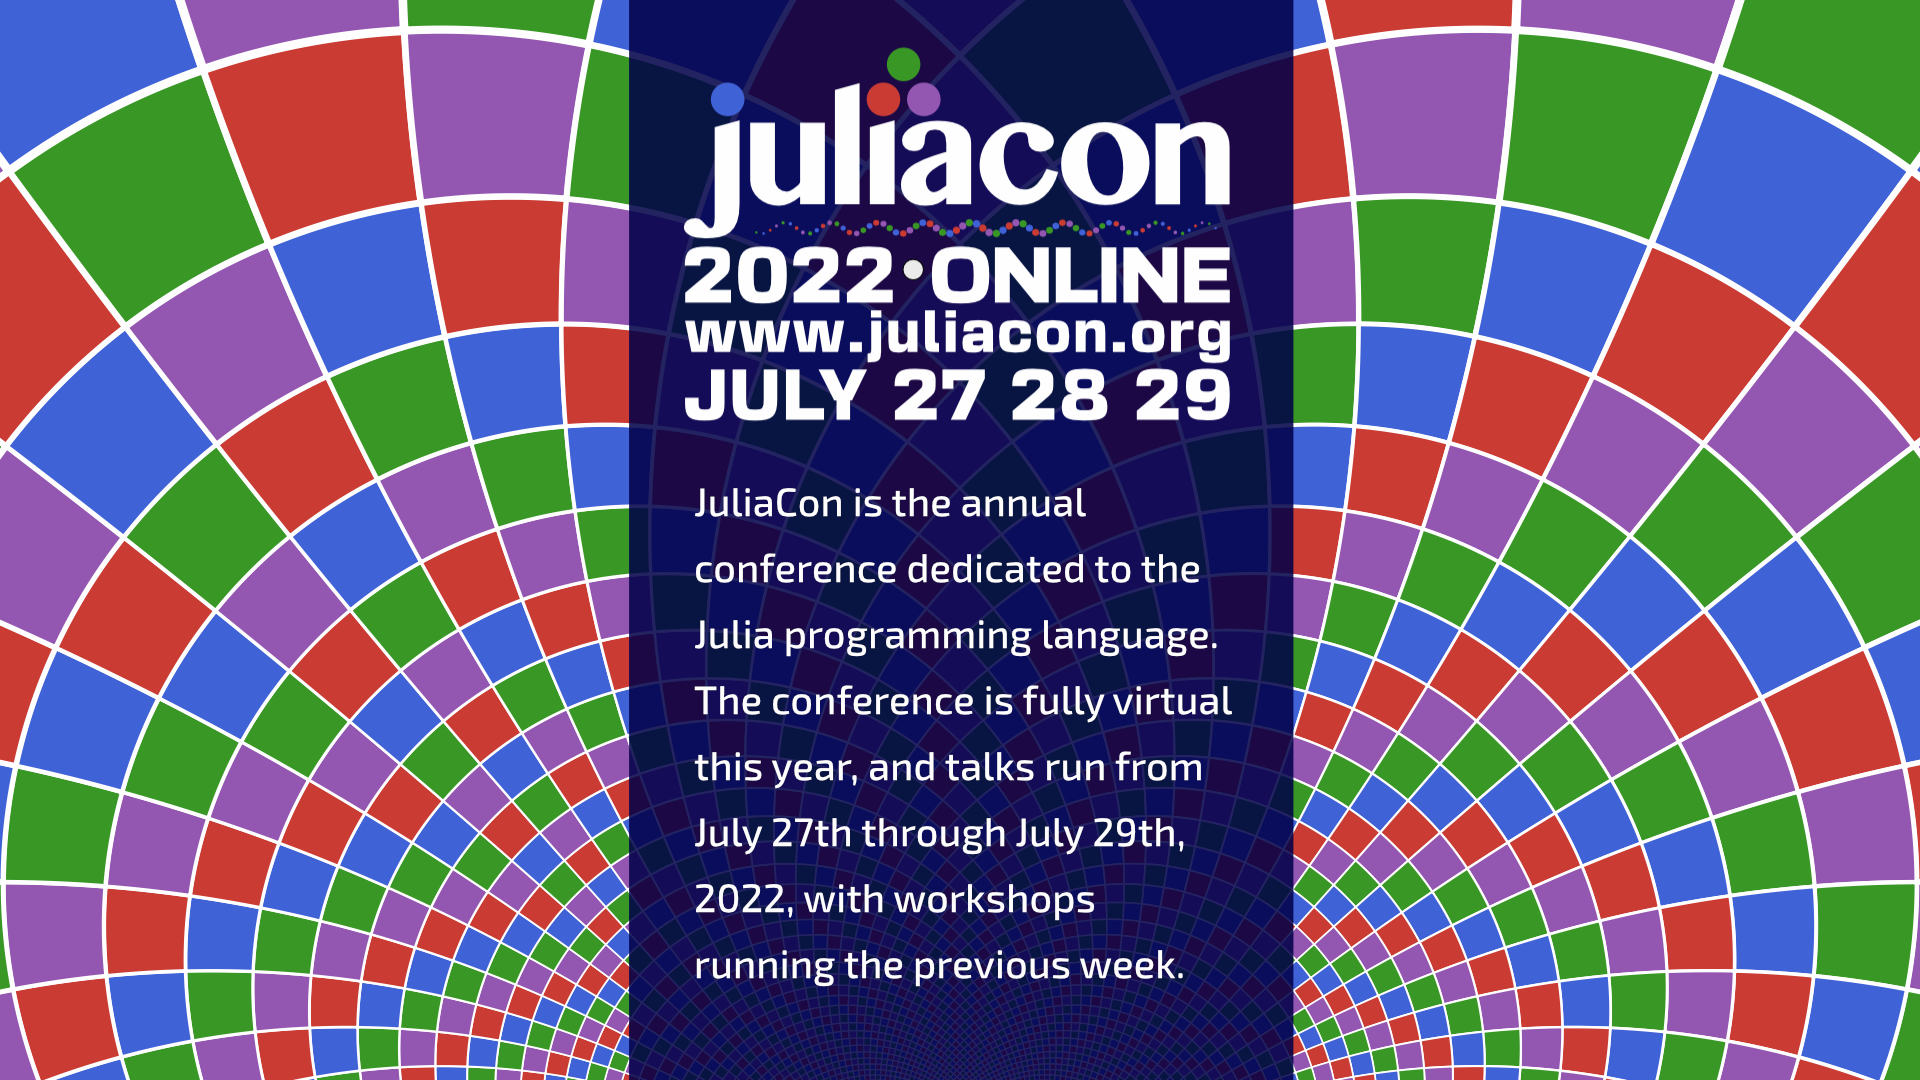 juliacon
2022•ONLINE
www.juliacon.org
JULY 27 28 29
JuliaCon is the annual
conference dedicated to the
Julia programming language.
The conference is fully virtual
this year, and talks run from
July 27th through July 29th,
2022, with workshops
running the previous week.